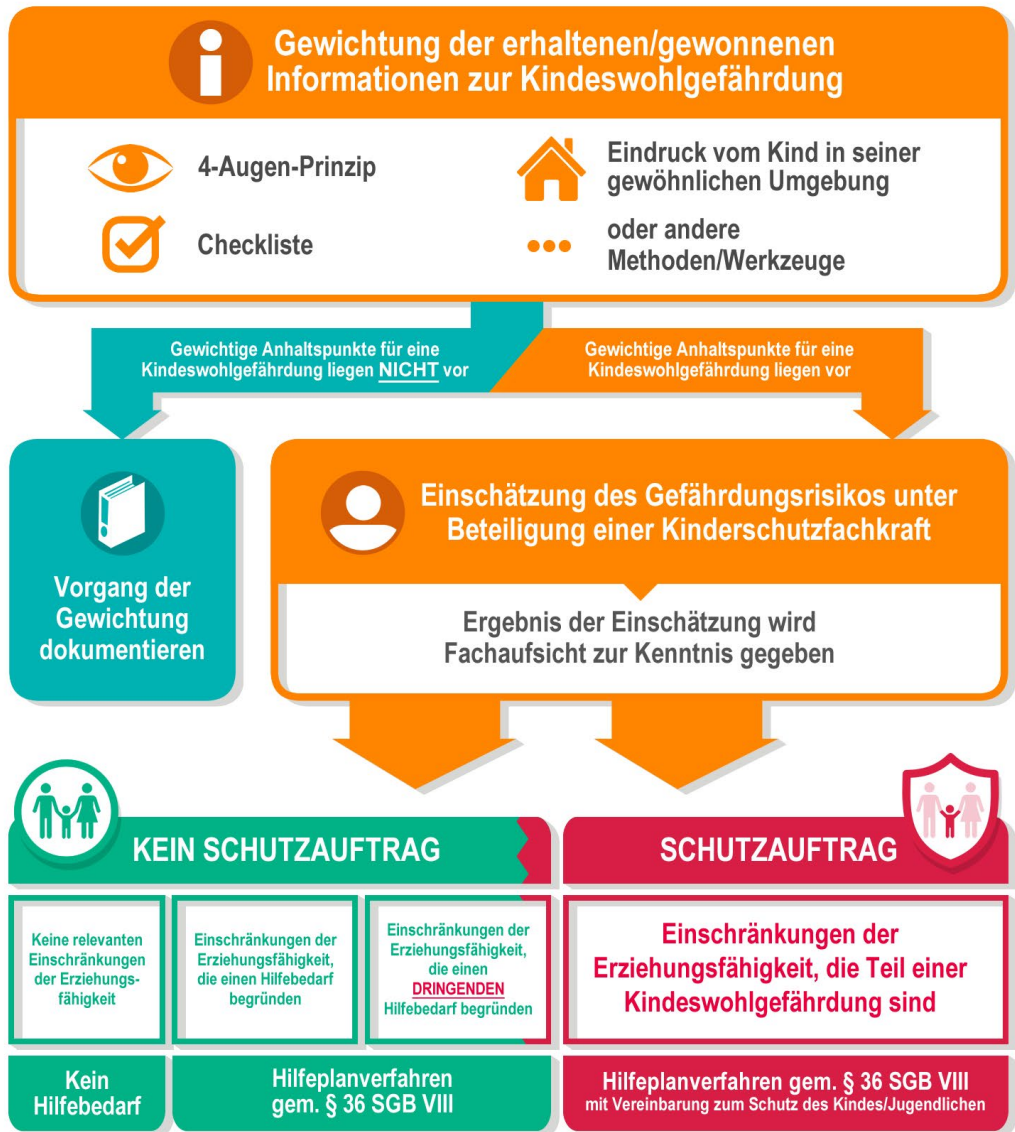 Gewichtung der erhaltenen/gewonnenen
Informationen zur Kindeswohlgefährdung
4-Augen-Prinzip
Eindruck vom Kind in seiner
gewöhnlichen Umgebung
Checkliste
oder andere
Methoden/Werkzeuge
Gewichtige Anhaltspunkte für eine
Kindeswohlgefährdung liegen NICHT vor
Gewichtige Anhaltspunkte für eine
Kindeswohlgefährdung liegen vor
Vorgang der
Gewichtung
dokumentieren
Einschätzung des Gefährdungsrisikos unter
Beteiligung einer Kinderschutzfachkraft
Ergebnis der Einschätzung wird
Fachaufsicht zur Kenntnis gegeben
KEIN SCHUTZAUFTRAG
SCHUTZAUFTRAG
Keine relevanten
Einschränkungen
der Erziehungs-
fähigkeit
Einschränkungen der
Erziehungsfähigkeit,
die einen Hilfebedarf
begründen
Einschränkungen der
Erziehungsfähigkeit,
die einen
DRINGENDEN
Hilfebedarf begründen
Einschränkungen der
Erziehungsfähigkeit, die Teil einer
Kindeswohlgefährdung sind
Kein
Hilfebedarf
Hilfeplanverfahren
gem. § 36 SGB VIII
Hilfeplanverfahren gem. § 36 SGB VIII
mit Vereinbarung zum Schutz des Kindes/Jugendlichen